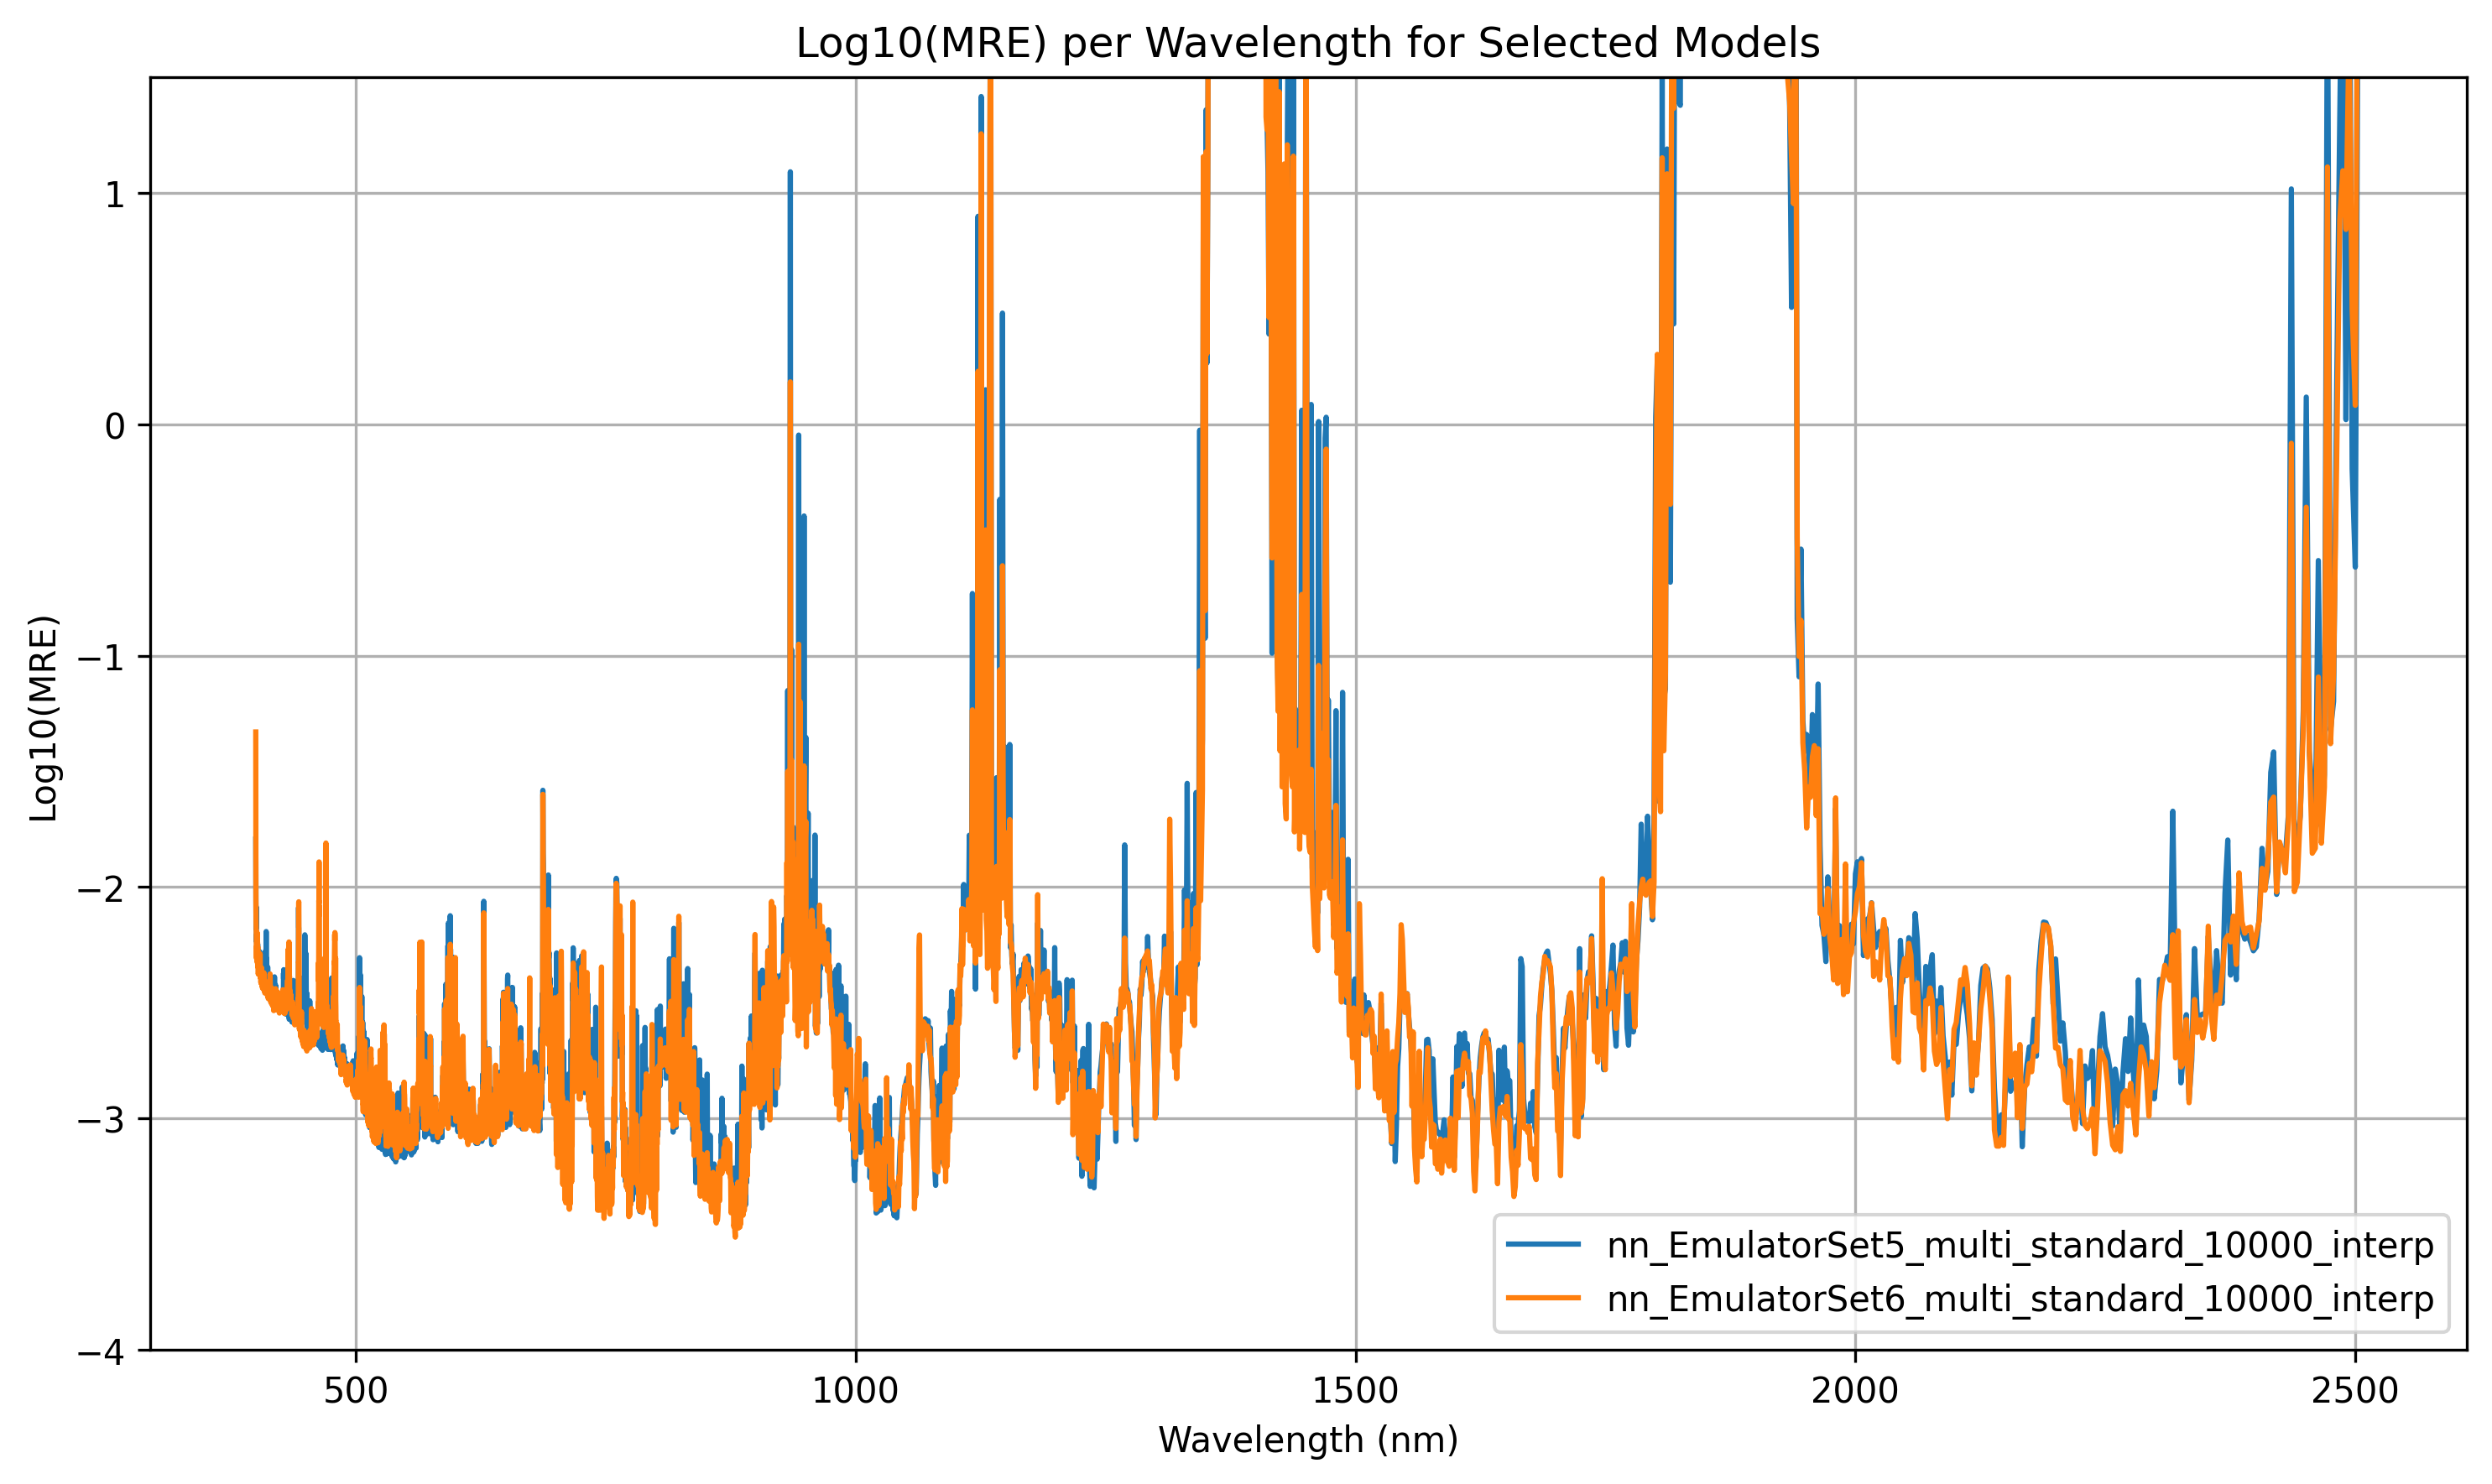 Log10(MRE) per Wavelength for Selected Models
Log10(MRE)
1
0
−1
−2
−3
−4
500
1000
1500
2000
2500
Wavelength (nm)
nn_EmulatorSet5_multi_standard_10000_interp
nn_EmulatorSet6_multi_standard_10000_interp